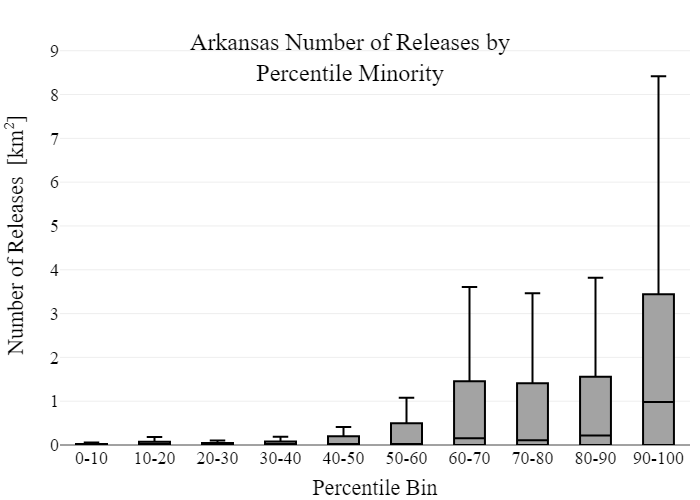 Arkansas Number of Releases by
Percentile Minority
Number of Releases [km²]
9
8
7
6
5
4
3
2
1
0
0-10 10-20 20-30 30-40 40-50 50-60 60-70 70-80 80-90 90-100
Percentile Bin